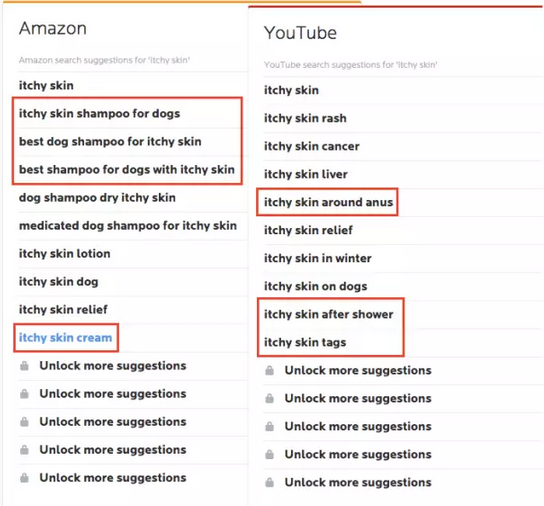 Amazon
Amazon search suggestions for 'itchy skin'
itchy skin
itchy skin shampoo for dogs
best dog shampoo for itchy skin
best shampoo for dogs with itchy skin
dog shampoo dry itchy skin
medicated dog shampoo for itchy skin
itchy skin lotion
itchy skin dog
itchy skin relief
itchy skin cream
Unlock more suggestions
Unlock more suggestions
Unlock more suggestions
Unlock more suggestions
Unlock more suggestions
YouTube
YouTube search suggestions for 'itchy skin'
itchy skin
itchy skin rash
itchy skin cancer
itchy skin liver
itchy skin around anus
itchy skin relief
itchy skin in winter
itchy skin on dogs
itchy skin after shower
itchy skin tags
Unlock more suggestions
Unlock more suggestions
Unlock more suggestions
Unlock more suggestions
Unlock more suggestions